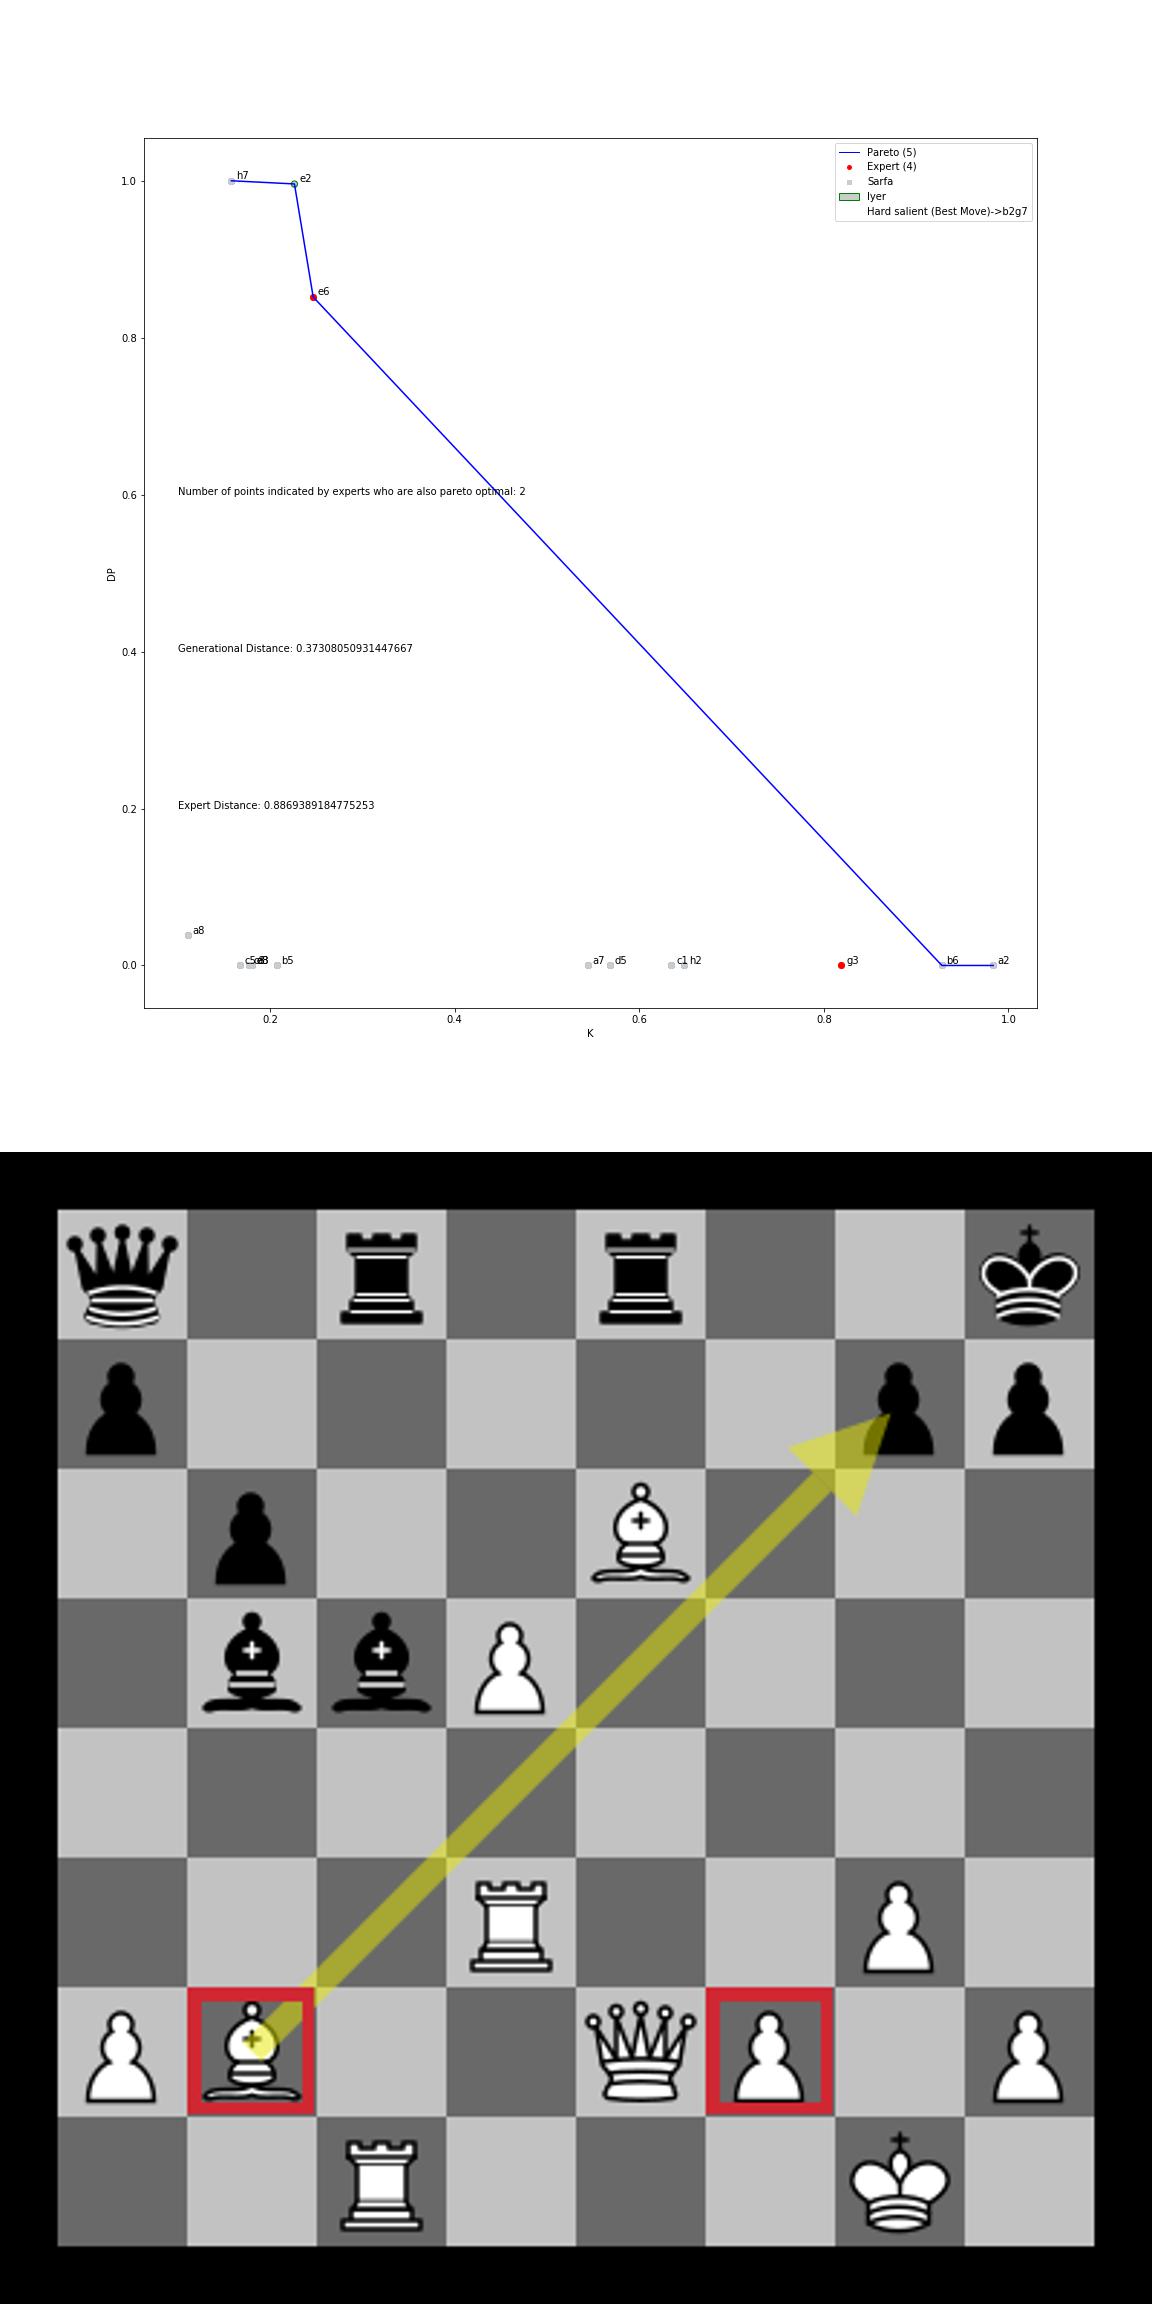 Pareto (5)
Expert (4)
Sarfa
Iyer
Hard salient (Best Move)->b2g7
1.0
h7
e2
e6
0.8
0.6
Number of points indicated by experts who are also pareto optimal: 2
DP
0.4
Generational Distance: 0.37308050931447667
0.2
Expert Distance: 0.8869389184775253
a8
0.0
b5
a7
d5
c1
h2
g3
b6
a2
0.2
0.4
0.6
0.8
1.0
K